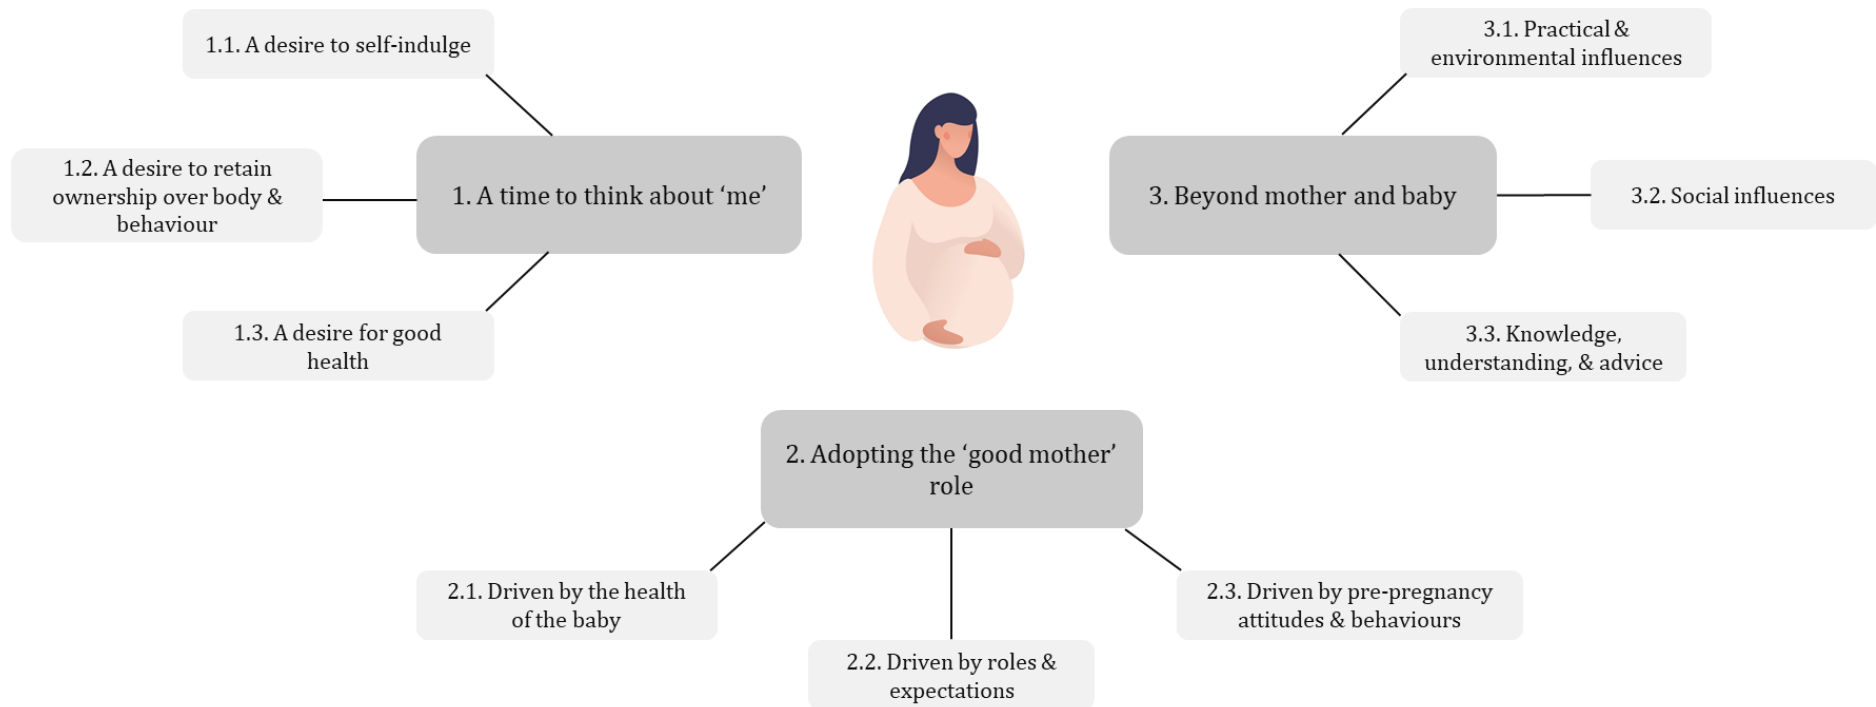 1.1. A desire to self-indulge
1.2. A desire to retain
ownership over body &
behaviour
1. A time to think about ‘me’
1.3. A desire for good
health
3.1. Practical &
environmental influences
3. Beyond mother and baby
3.2. Social influences
3.3. Knowledge,
understanding, & advice
2. Adopting the ‘good mother’
role
2.1. Driven by the health
of the baby
2.2. Driven by roles &
expectations
2.3. Driven by pre-pregnancy
attitudes & behaviours